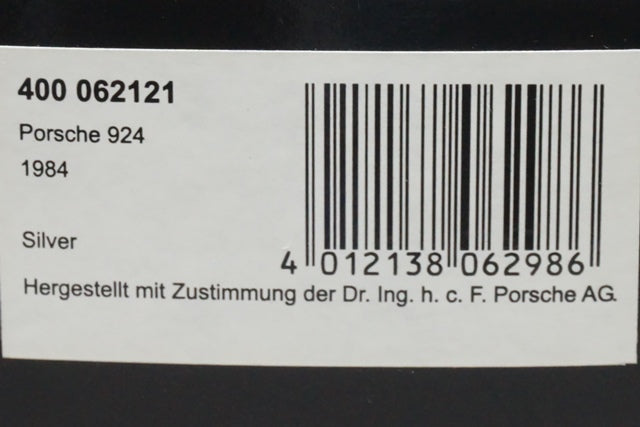 400 062121
Porsche 924
1984
Silver
4 012138 062986
Hergestellt mit Zustimmung der Dr. Ing. h. c. F. Porsche AG.